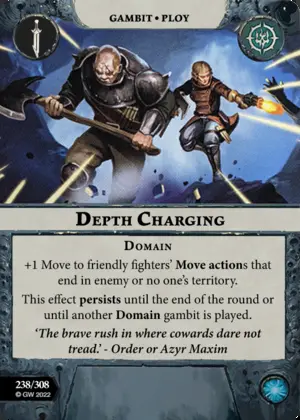 GAMBIT • PLOY
DEPTH CHARGING
DOMAIN
+1 Move to friendly fighters' Move actions that
end in enemy or no one's territory.
This effect persists until the end of the round or
until another Domain gambit is played.
'The brave rush in where cowards dare not
tread.' - Order or Azyr Maxim
238/308
© GW 2022